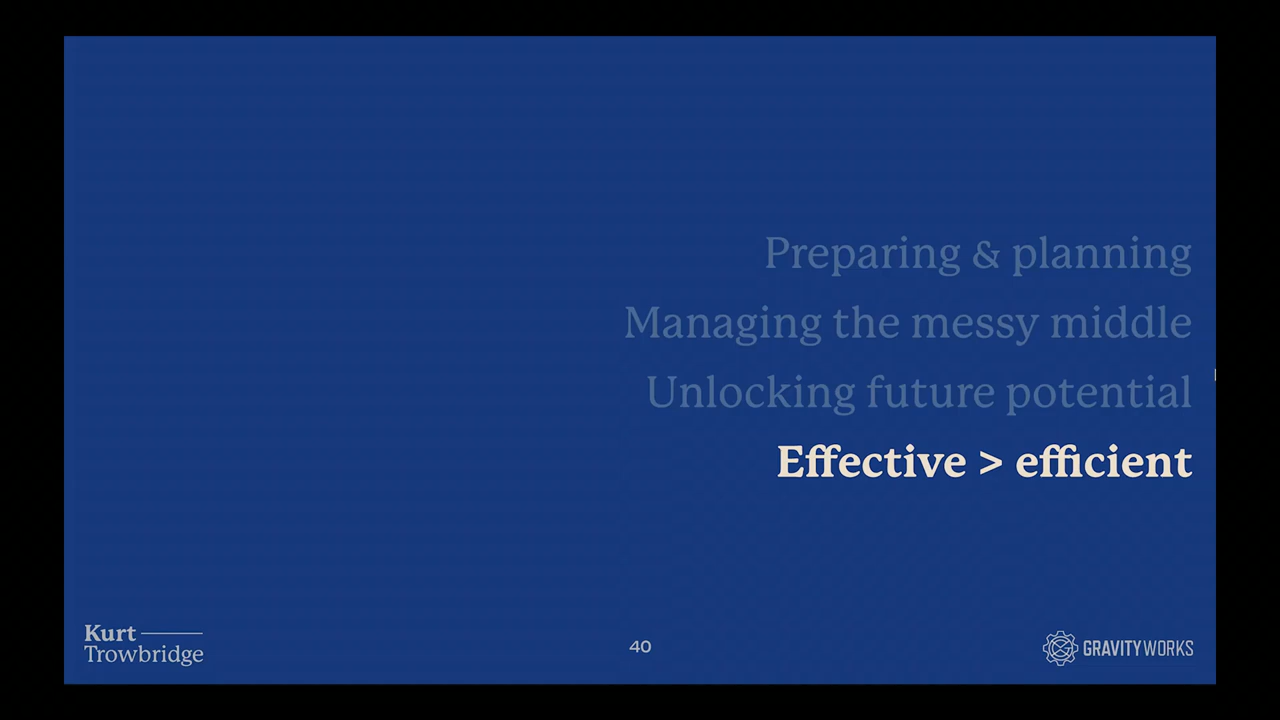 Preparing & planning
Managing the messy middle
Unlocking future potential
Effective > efficient
Kurt
Trowbridge
40
GRAVITYWORKS